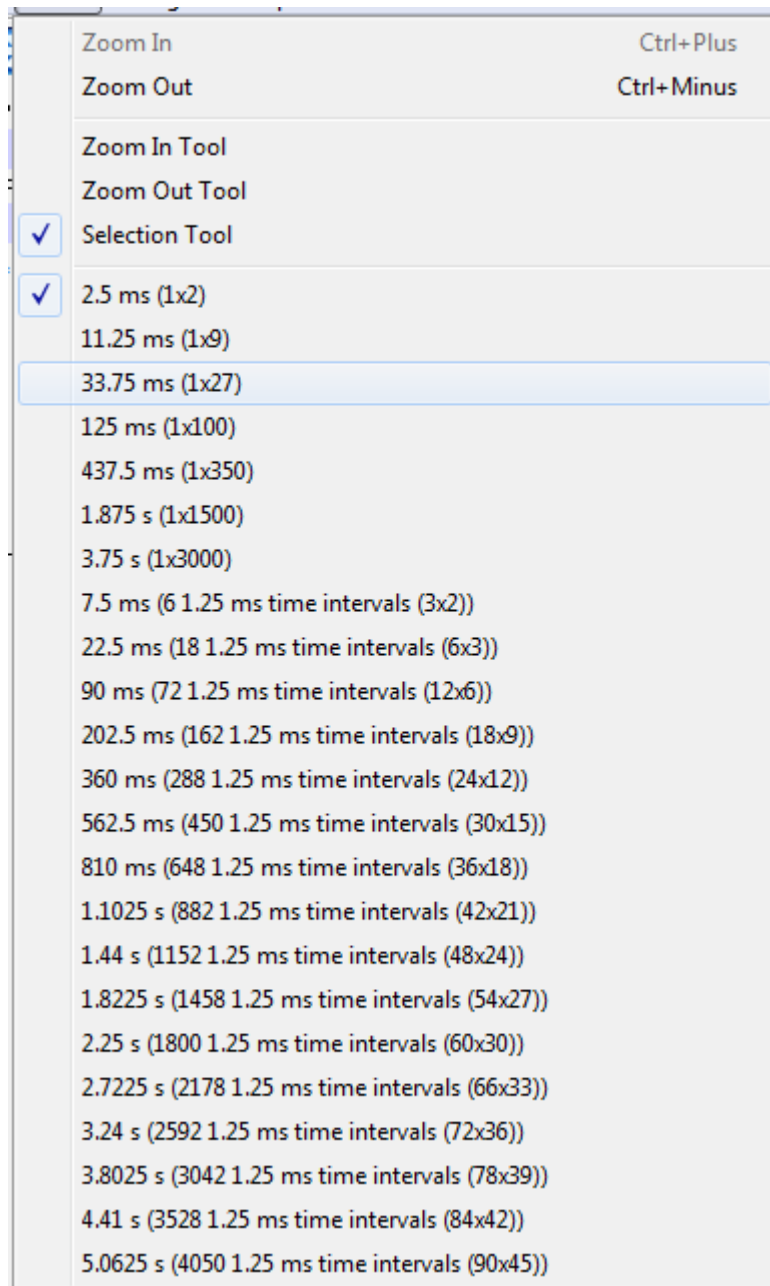 Zoom In Ctrl+Plus
Zoom Out Ctrl+Minus
Zoom In Tool
Zoom Out Tool
Selection Tool
2.5 ms (1x2)
11.25 ms (1x9)
33.75 ms (1x27)
125 ms (1x100)
437.5 ms (1x350)
1.875 s (1x1500)
3.75 s (1x3000)
7.5 ms (6 1.25 ms time intervals (3x2))
22.5 ms (18 1.25 ms time intervals (6x3))
90 ms (72 1.25 ms time intervals (12x6))
202.5 ms (162 1.25 ms time intervals (18x9))
360 ms (288 1.25 ms time intervals (24x12))
562.5 ms (450 1.25 ms time intervals (30x15))
810 ms (648 1.25 ms time intervals (36x18))
1.1025 s (882 1.25 ms time intervals (42x21))
1.44 s (1152 1.25 ms time intervals (48x24))
1.8225 s (1458 1.25 ms time intervals (54x27))
2.25 s (1800 1.25 ms time intervals (60x30))
2.7225 s (2178 1.25 ms time intervals (66x33))
3.24 s (2592 1.25 ms time intervals (72x36))
3.8025 s (3042 1.25 ms time intervals (78x39))
4.41 s (3528 1.25 ms time intervals (84x42))
5.0625 s (4050 1.25 ms time intervals (90x45))